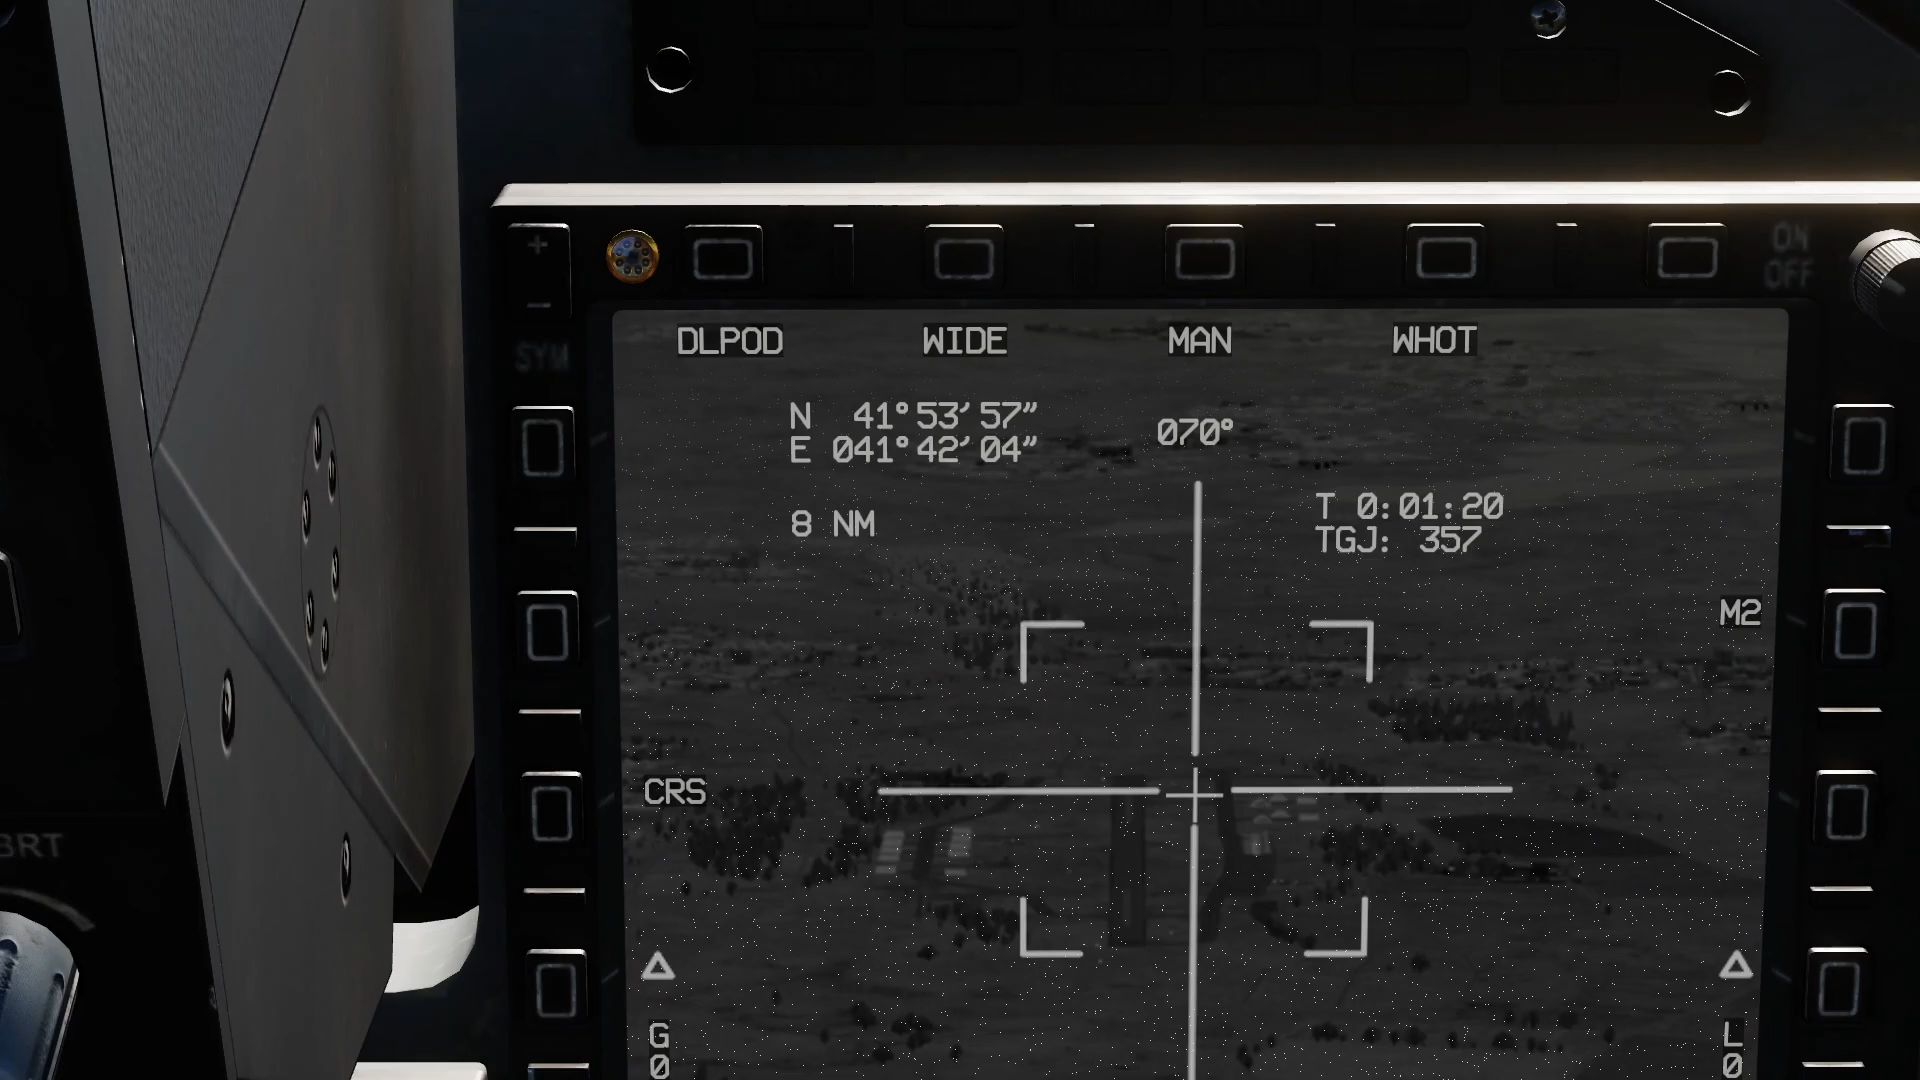 ON
OFF
+
-
SYM
DLPOD WIDE MAN WHOT
N 41°53′57″
E 041°42′04″
070°
8 NM
T 0:01:20
TGJ: 357
M2
CRS
BRT
G
0
L
0